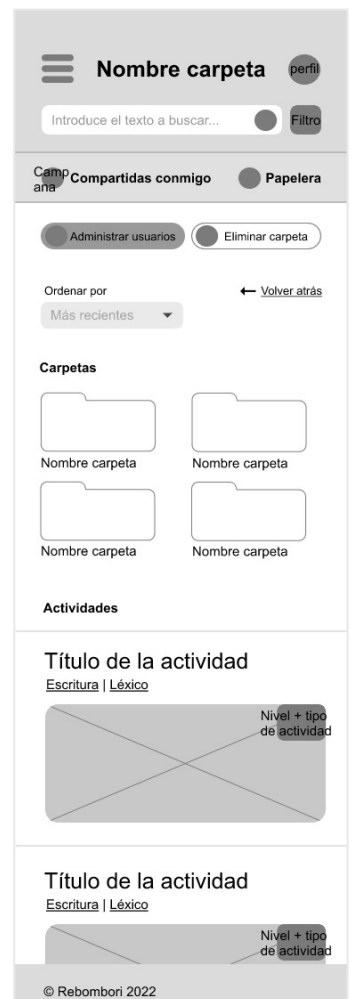 Nombre carpeta
perfil
Introduce el texto a buscar...
Filtro
Camp
ana
Compartidas conmigo
Papelera
Administrar usuarios
Eliminar carpeta
Ordenar por
Volver atrás
Más recientes
Carpetas
Nombre carpeta
Nombre carpeta
Nombre carpeta
Nombre carpeta
Actividades
Título de la actividad
Escritura | Léxico
Nivel + tipo
de actividad
Título de la actividad
Escritura | Léxico
Nivel + tipo
de actividad
© Rebombori 2022